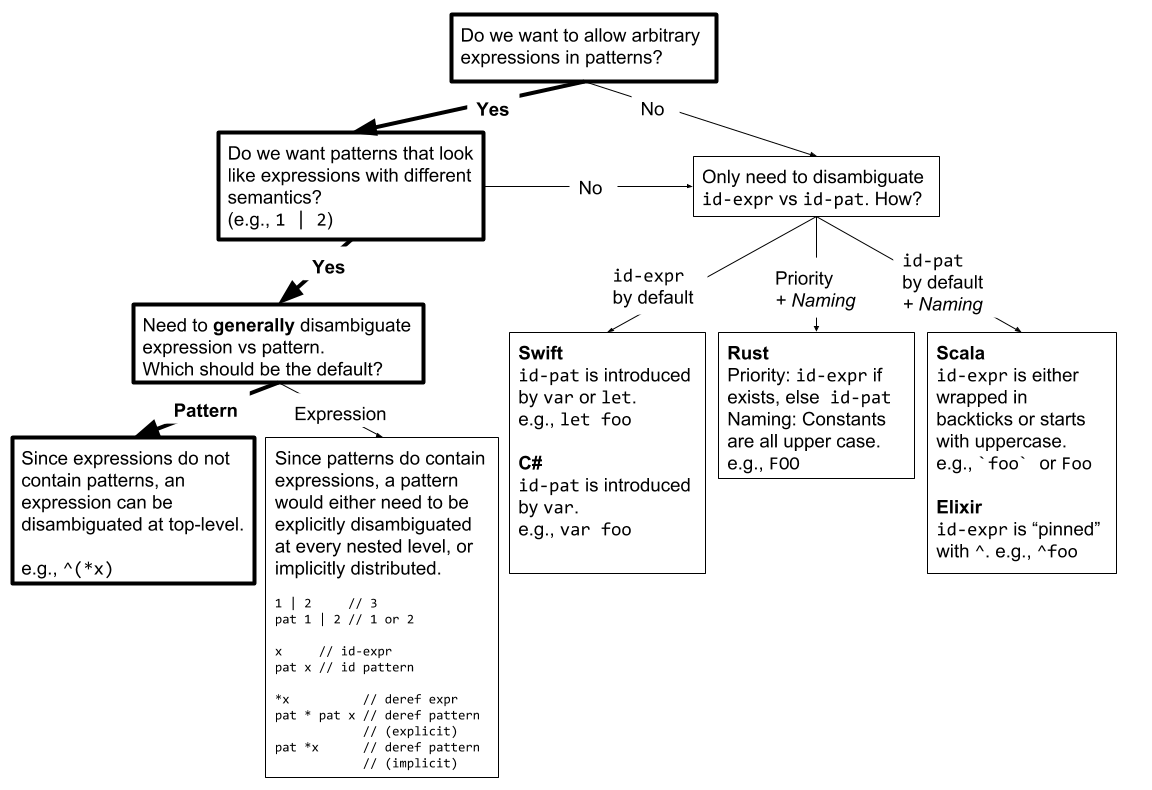 Do we want to allow arbitrary
expressions in patterns?
Yes
No
Do we want patterns that look
like expressions with different
semantics?
(e.g., 1 | 2)
No
Only need to disambiguate
id-expr vs id-pat. How?
Yes
id-expr
by default
Priority
+ Naming
id-pat
by default
+ Naming
Need to generally disambiguate
expression vs pattern.
Which should be the default?
Pattern
Expression
Since expressions do not
contain patterns, an
expression can be
disambiguated at top-level.
e.g., ^(*x)
Since patterns do contain
expressions, a pattern
would either need to be
explicitly disambiguated
at every nested level, or
implicitly distributed.
1 | 2     // 3
pat 1 | 2 // 1 or 2
x     // id-expr
pat x // id pattern
*x          // deref expr
pat * pat x // deref pattern
            // (explicit)
pat *x      // deref pattern
            // (implicit)
Swift
id-pat is introduced
by var or let.
e.g., let foo
C#
id-pat is introduced
by var.
e.g., var foo
Rust
Priority: id-expr if
exists, else id-pat
Naming: Constants
are all upper case.
e.g., FOO
Scala
id-expr is either
wrapped in
backticks or starts
with uppercase.
e.g., `foo` or Foo
Elixir
id-expr is “pinned”
with ^. e.g., ^foo